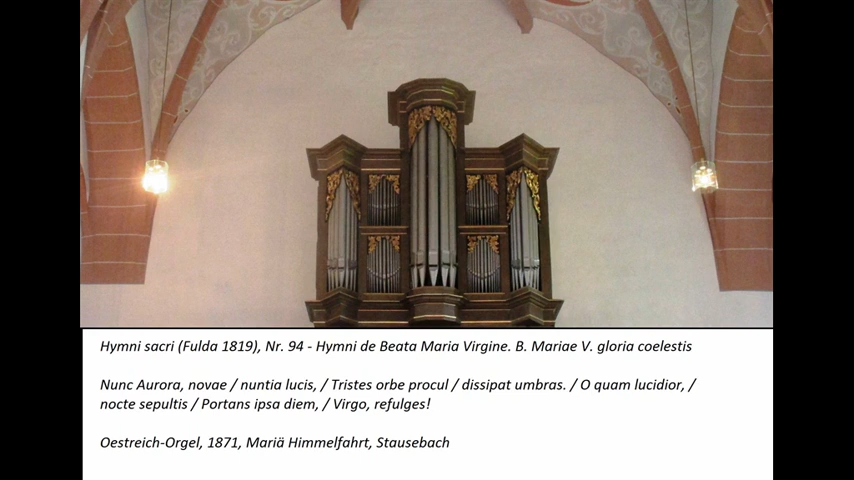 Hymni sacri (Fulda 1819), Nr. 94 - Hymni de Beata Maria Virgine. B. Mariae V. gloria coelestis
Nunc Aurora, novae / nuntia lucis, / Tristes orbe procul / dissipat umbras. / O quam lucidior, /
nocte sepultis / Portans ipsa diem, / Virgo, refulges!
Oestreich-Orgel, 1871, Mariä Himmelfahrt, Stausebach